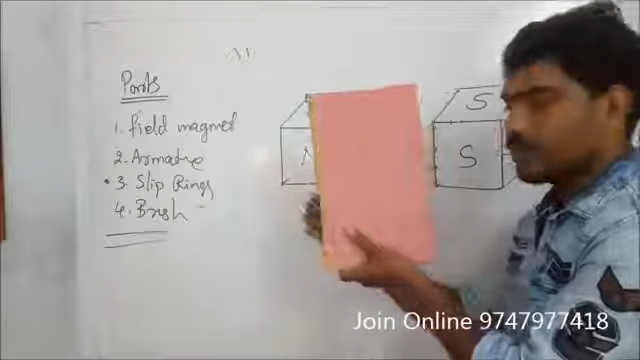 Parts
1. Field magnet
2. Armature
3. Slip Rings
4. Brush
N
S
S
Join Online 9747977418